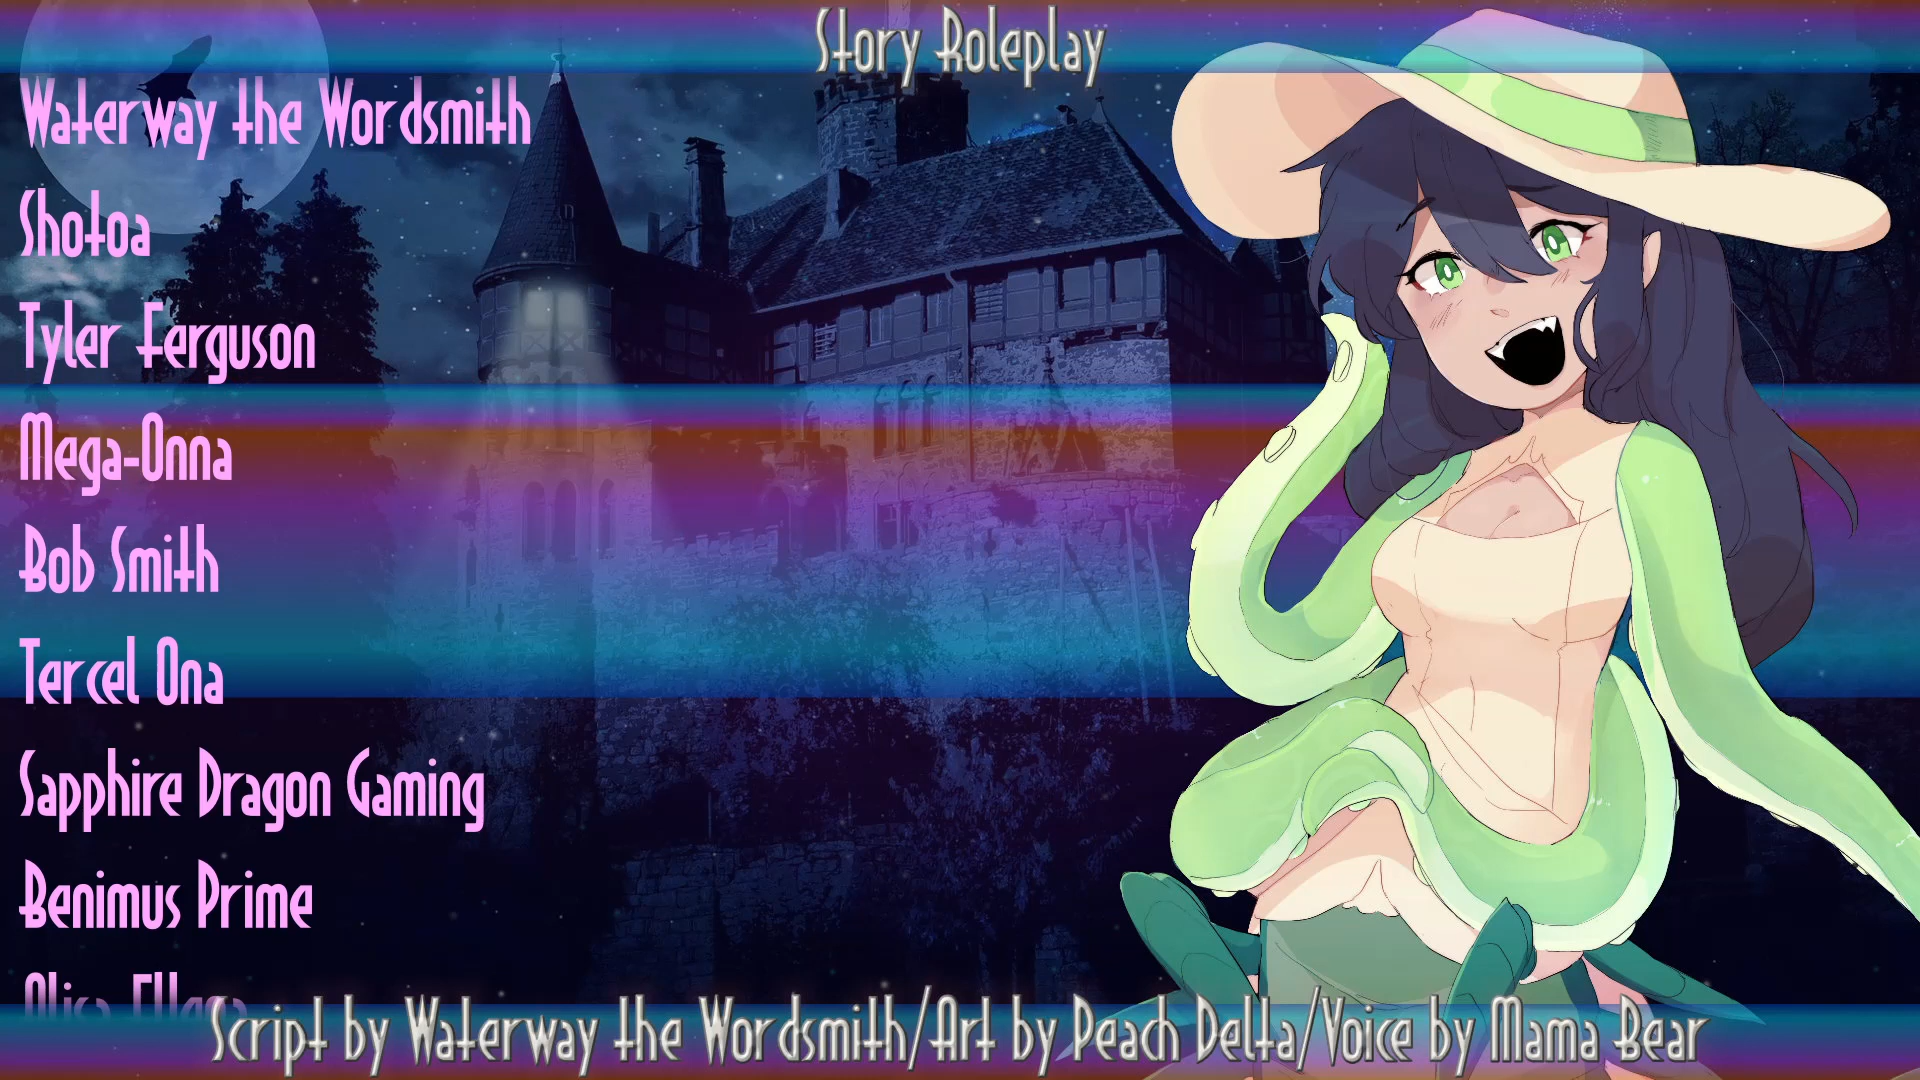 Story Roleplay
Waterway the Wordsmith
Shotoa
Tyler Ferguson
Mega-Onna
Bob Smith
Tercel Ona
Sapphire Dragon Gaming
Benimus Prime
Script by Waterway the Wordsmith/Art by Peach Delta/Voice by Mama Bear